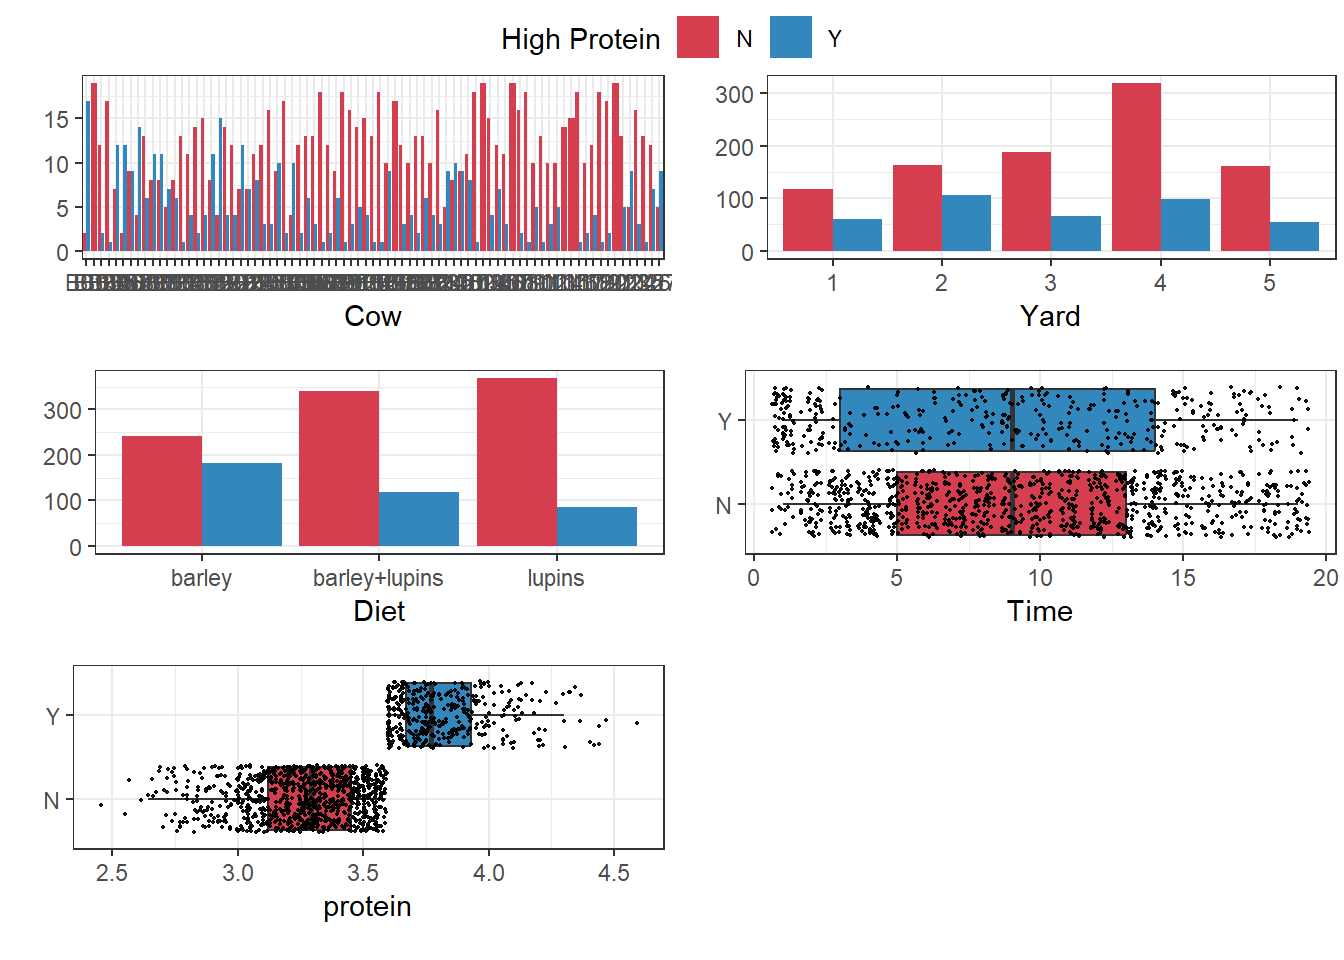 High Protein N Y
15
10
5
0
Cow
300
200
100
0
1 2 3 4 5
Yard
300
200
100
0
barley barley+lupins lupins
Diet
Y
N
0 5 10 15 20
Time
Y
N
2.5 3.0 3.5 4.0 4.5
protein